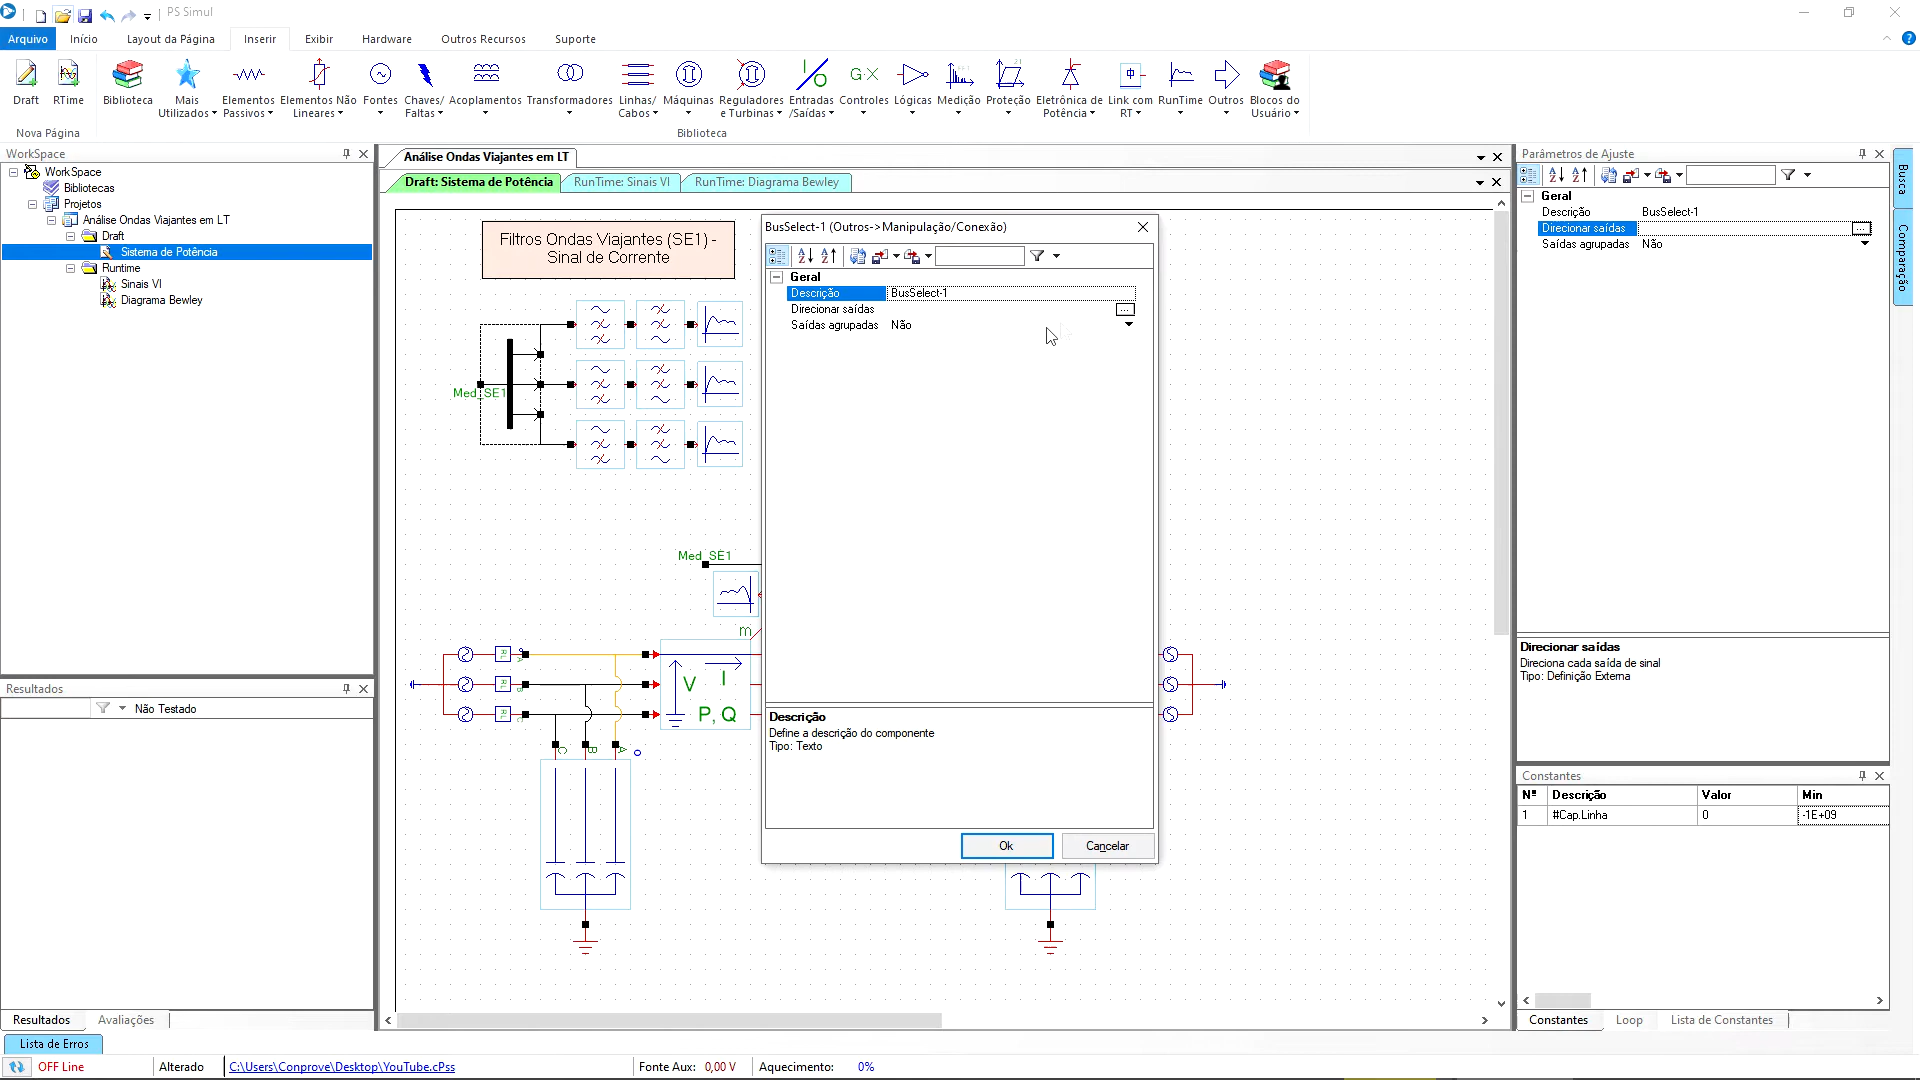 PS Simul
Arquivo
Início
Layout da Página
Inserir
Exibir
Hardware
Outros Recursos
Suporte
Draft
RTime
Biblioteca
Mais Utilizados
Elementos Passivos
Elementos Não Lineares
Fontes
Chaves/ Faltas
Acoplamentos
Transformadores
Linhas/ Cabos
Máquinas
Reguladores e Turbinas
Entradas /Saídas
Controles
Lógicas
Medição
Proteção
Eletrônica de Potência
Link com RT
RunTime
Outros
Blocos do Usuário
Nova Página
Biblioteca
WorkSpace
WorkSpace
Bibliotecas
Projetos
Análise Ondas Viajantes em LT
Draft
Sistema de Potência
Runtime
Sinais VI
Diagrama Bewley
Resultados
Não Testado
Resultados
Avaliações
Lista de Erros
Análise Ondas Viajantes em LT
Draft: Sistema de Potência
RunTime: Sinais VI
RunTime: Diagrama Bewley
Filtros Ondas Viajantes (SE1) -
Sinal de Corrente
Med_SE1
Med_SE1
m
V
I
P, Q
C
B
A
BusSelect-1 (Outros->Manipulação/Conexão)
Geral
Descrição BusSelect-1
Direcionar saídas ...
Saídas agrupadas Não
Descrição
Define a descrição do componente
Tipo: Texto
Ok
Cancelar
Parâmetros de Ajuste
Geral
Descrição BusSelect-1
Direcionar saídas ...
Saídas agrupadas Não
Direcionar saídas
Direciona cada saída de sinal
Tipo: Definição Externa
Busca
Comparação
Constantes
Nº Descrição Valor Min
1 #Cap.Linha 0 -1E+09
Constantes
Loop
Lista de Constantes
OFF Line
Alterado
C:\Users\Conprove\Desktop\YouTube.cPss
Fonte Aux: 0,00 V
Aquecimento: 0%